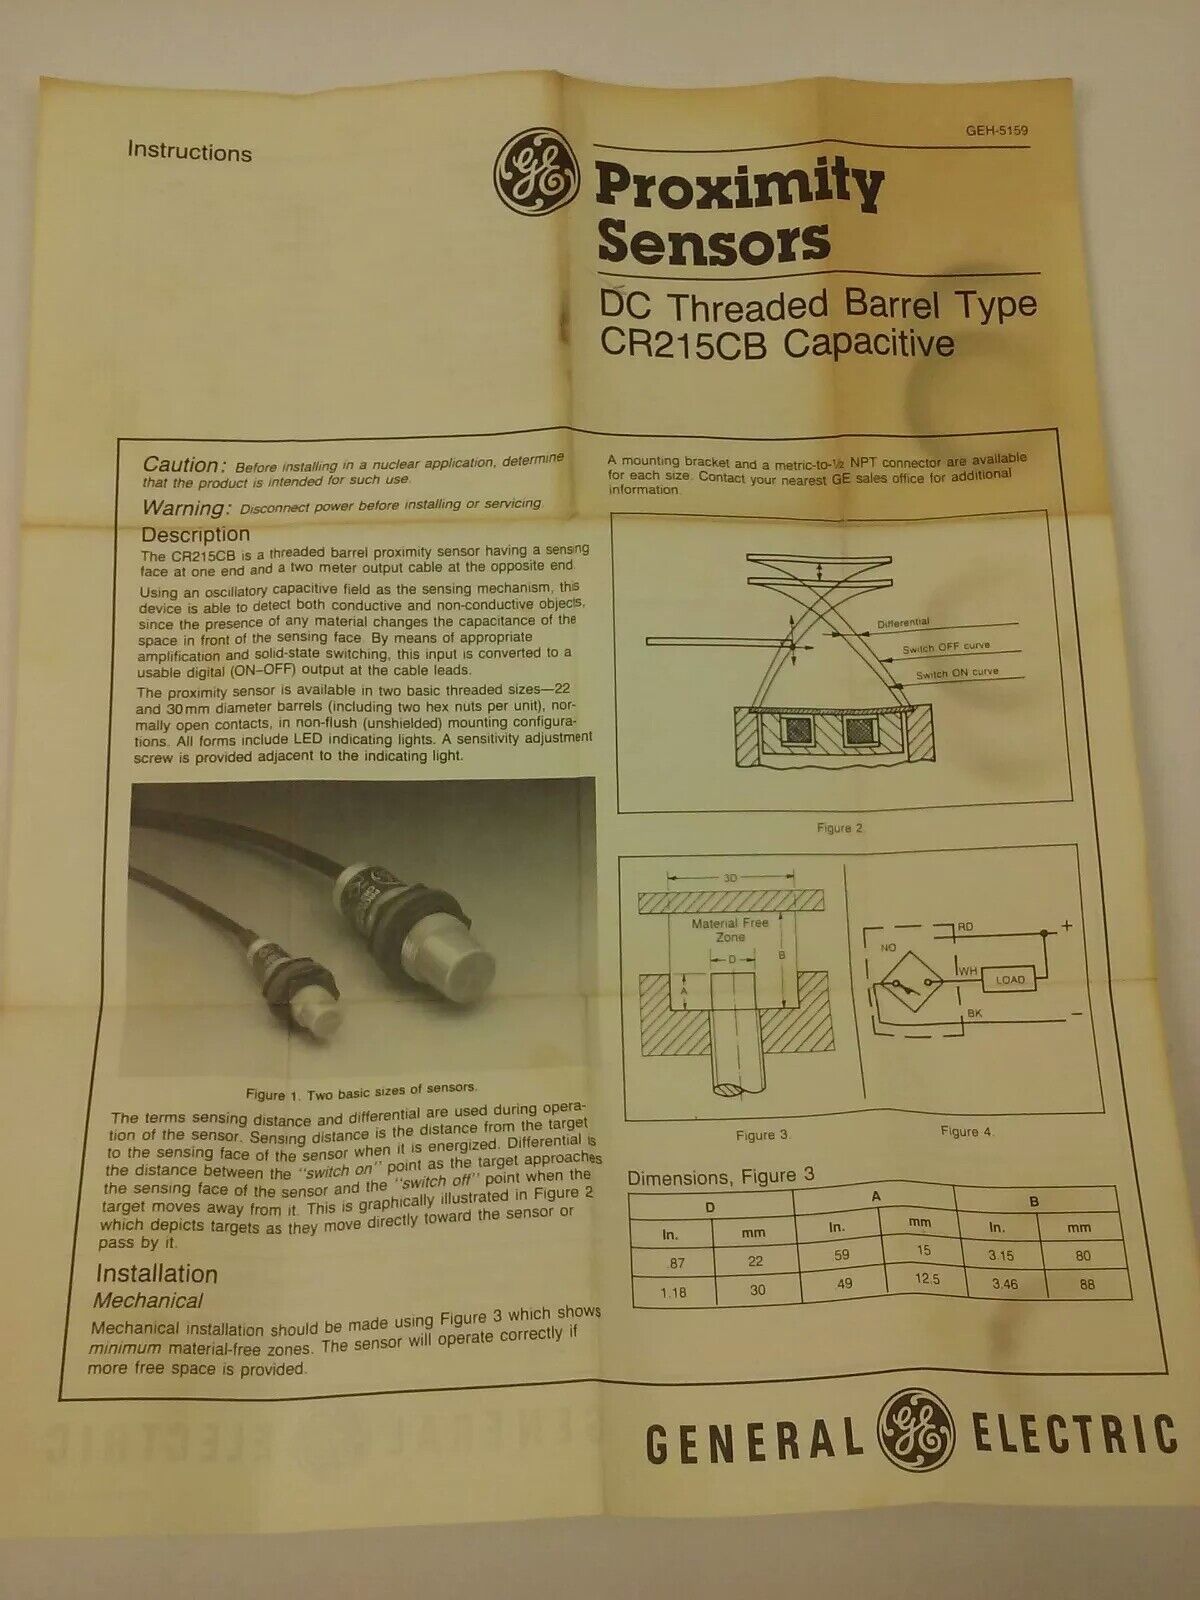 Instructions
GEH-5159
GE
Proximity
Sensors
DC Threaded Barrel Type
CR215CB Capacitive
Caution: Before installing in a nuclear application, determine
that the product is intended for such use.
Warning: Disconnect power before installing or servicing.
Description
The CR215CB is a threaded barrel proximity sensor having a sensing
face at one end and a two meter output cable at the opposite end.
Using an oscillatory capacitive field as the sensing mechanism, this
device is able to detect both conductive and non-conductive objects,
since the presence of any material changes the capacitance of the
space in front of the sensing face. By means of appropriate
amplification and solid-state switching, this input is converted to a
usable digital (ON–OFF) output at the cable leads.
The proximity sensor is available in two basic threaded sizes—22
and 30mm diameter barrels (including two hex nuts per unit), nor-
mally open contacts, in non-flush (unshielded) mounting configura-
tions. All forms include LED indicating lights. A sensitivity adjustment
screw is provided adjacent to the indicating light.
Figure 1. Two basic sizes of sensors.
The terms sensing distance and differential are used during opera-
tion of the sensor. Sensing distance is the distance from the target
to the sensing face of the sensor when it is energized. Differential is
the distance between the "switch on" point as the target approaches
the sensing face of the sensor and the "switch off" point when the
target moves away from it. This is graphically illustrated in Figure 2
which depicts targets as they move directly toward the sensor or
pass by it.
Installation
Mechanical
Mechanical installation should be made using Figure 3 which shows
minimum material-free zones. The sensor will operate correctly if
more free space is provided.
A mounting bracket and a metric-to-½ NPT connector are available
for each size. Contact your nearest GE sales office for additional
information.
Differential
Switch OFF curve
Switch ON curve
Figure 2.
3D
Material Free
Zone
D
B
A
Figure 3.
NO
RD
+
WH
LOAD
BK
−
Figure 4.
Dimensions, Figure 3
D A B
In. mm In. mm In. mm
.87 22 .59 15 3.15 80
1.18 30 .49 12.5 3.46 88
GENERAL GE ELECTRIC